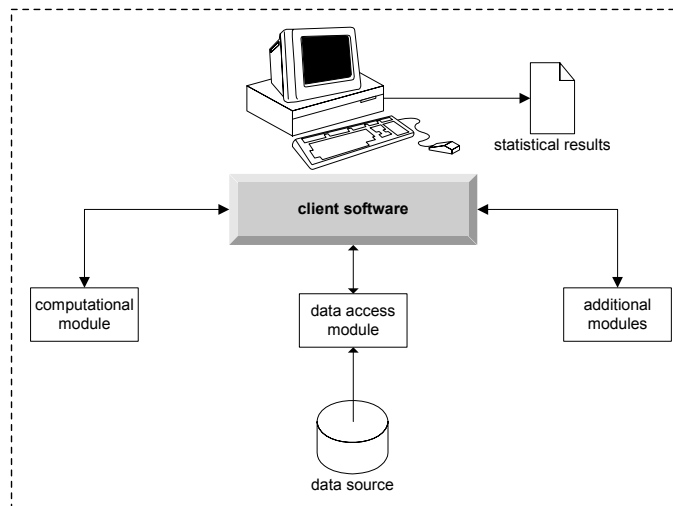 statistical results
client software
computational
module
data access
module
additional
modules
data source